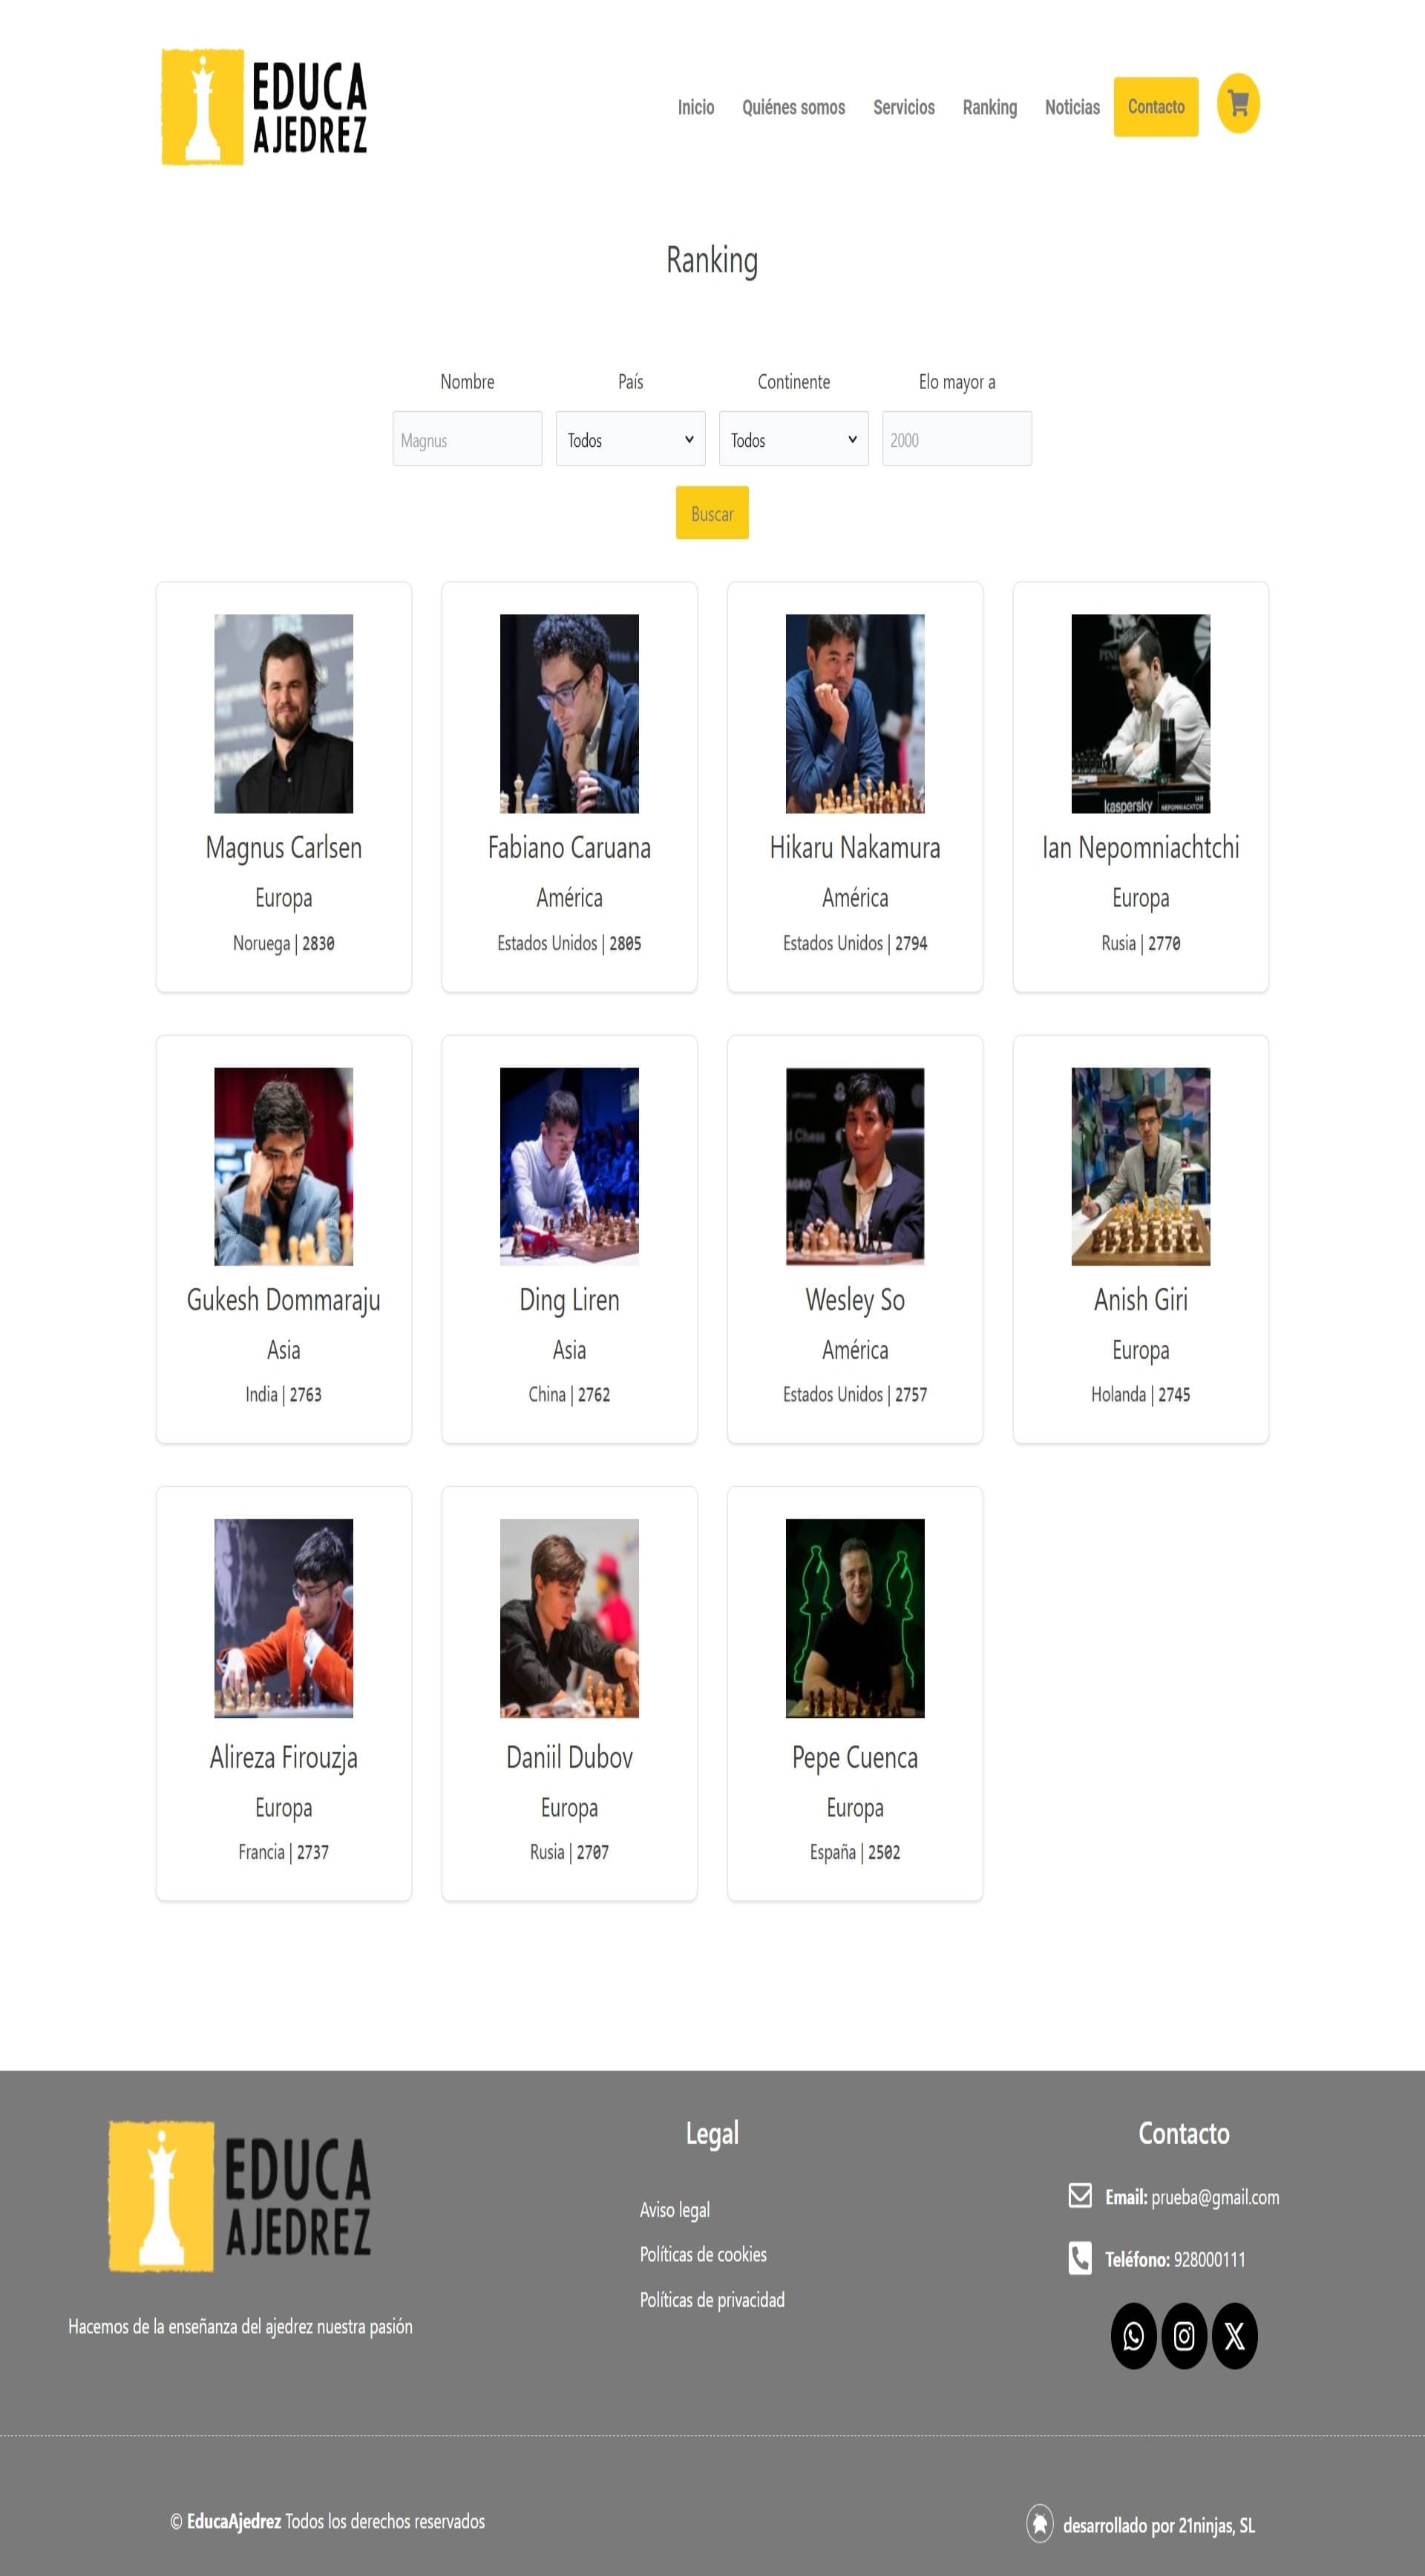 EDUCA
AJEDREZ
Inicio Quiénes somos Servicios Ranking Noticias Contacto
Ranking
Nombre País Continente Elo mayor a
Magnus Todos Todos 2000
Buscar
kaspersky
IAN
NEPOMNIACHTCHI
Magnus Carlsen Fabiano Caruana Hikaru Nakamura Ian Nepomniachtchi
Europa América América Europa
Noruega | 2830 Estados Unidos | 2805 Estados Unidos | 2794 Rusia | 2770
Chess
Gukesh Dommaraju Ding Liren Wesley So Anish Giri
Asia Asia América Europa
India | 2763 China | 2762 Estados Unidos | 2757 Holanda | 2745
Alireza Firouzja Daniil Dubov Pepe Cuenca
Europa Europa Europa
Francia | 2737 Rusia | 2707 España | 2502
EDUCA
AJEDREZ
Hacemos de la enseñanza del ajedrez nuestra pasión
Legal
Aviso legal
Políticas de cookies
Políticas de privacidad
Contacto
Email: prueba@gmail.com
Teléfono: 928000111
© EducaAjedrez Todos los derechos reservados
desarrollado por 21ninjas, SL